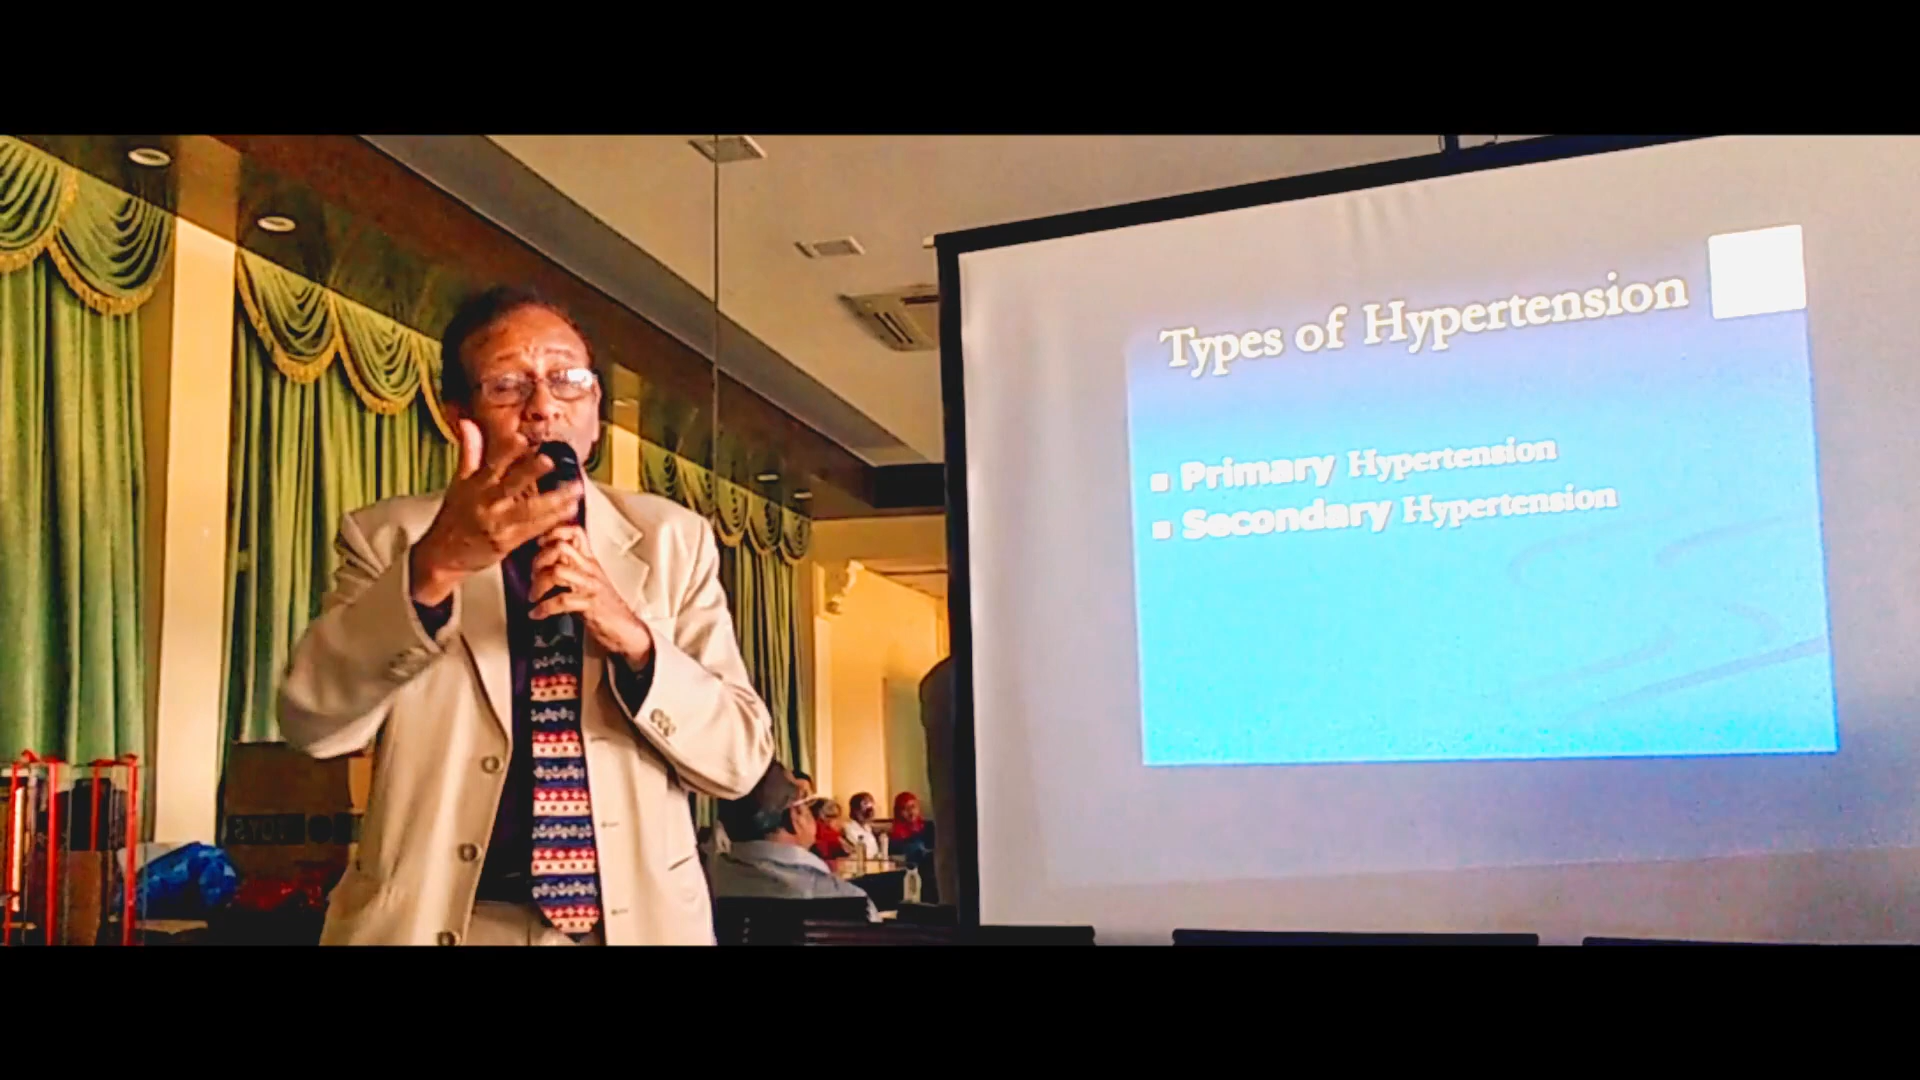 Types of Hypertension
▪ Primary Hypertension
▪ Secondary Hypertension